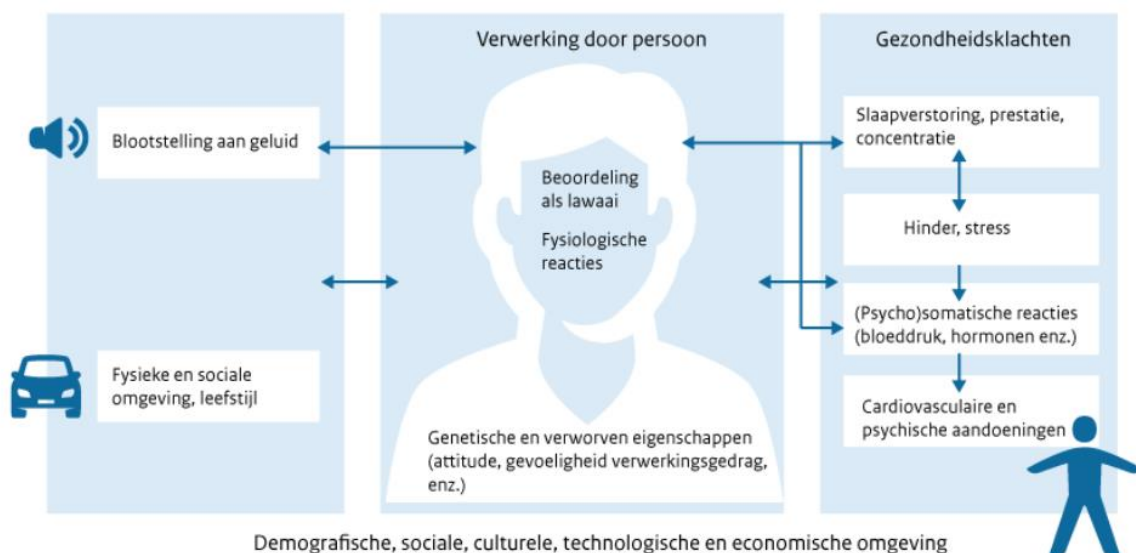 Verwerking door persoon
Gezondheidsklachten
Blootstelling aan geluid
Fysieke en sociale
omgeving, leefstijl
Beoordeling
als lawaai
Fysiologische
reacties
Genetische en verworven eigenschappen
(attitude, gevoeligheid verwerkingsgedrag,
enz.)
Slaapverstoring, prestatie,
concentratie
Hinder, stress
(Psycho)somatische reacties
(bloeddruk, hormonen enz.)
Cardiovasculaire en
psychische aandoeningen
Demografische, sociale, culturele, technologische en economische omgeving